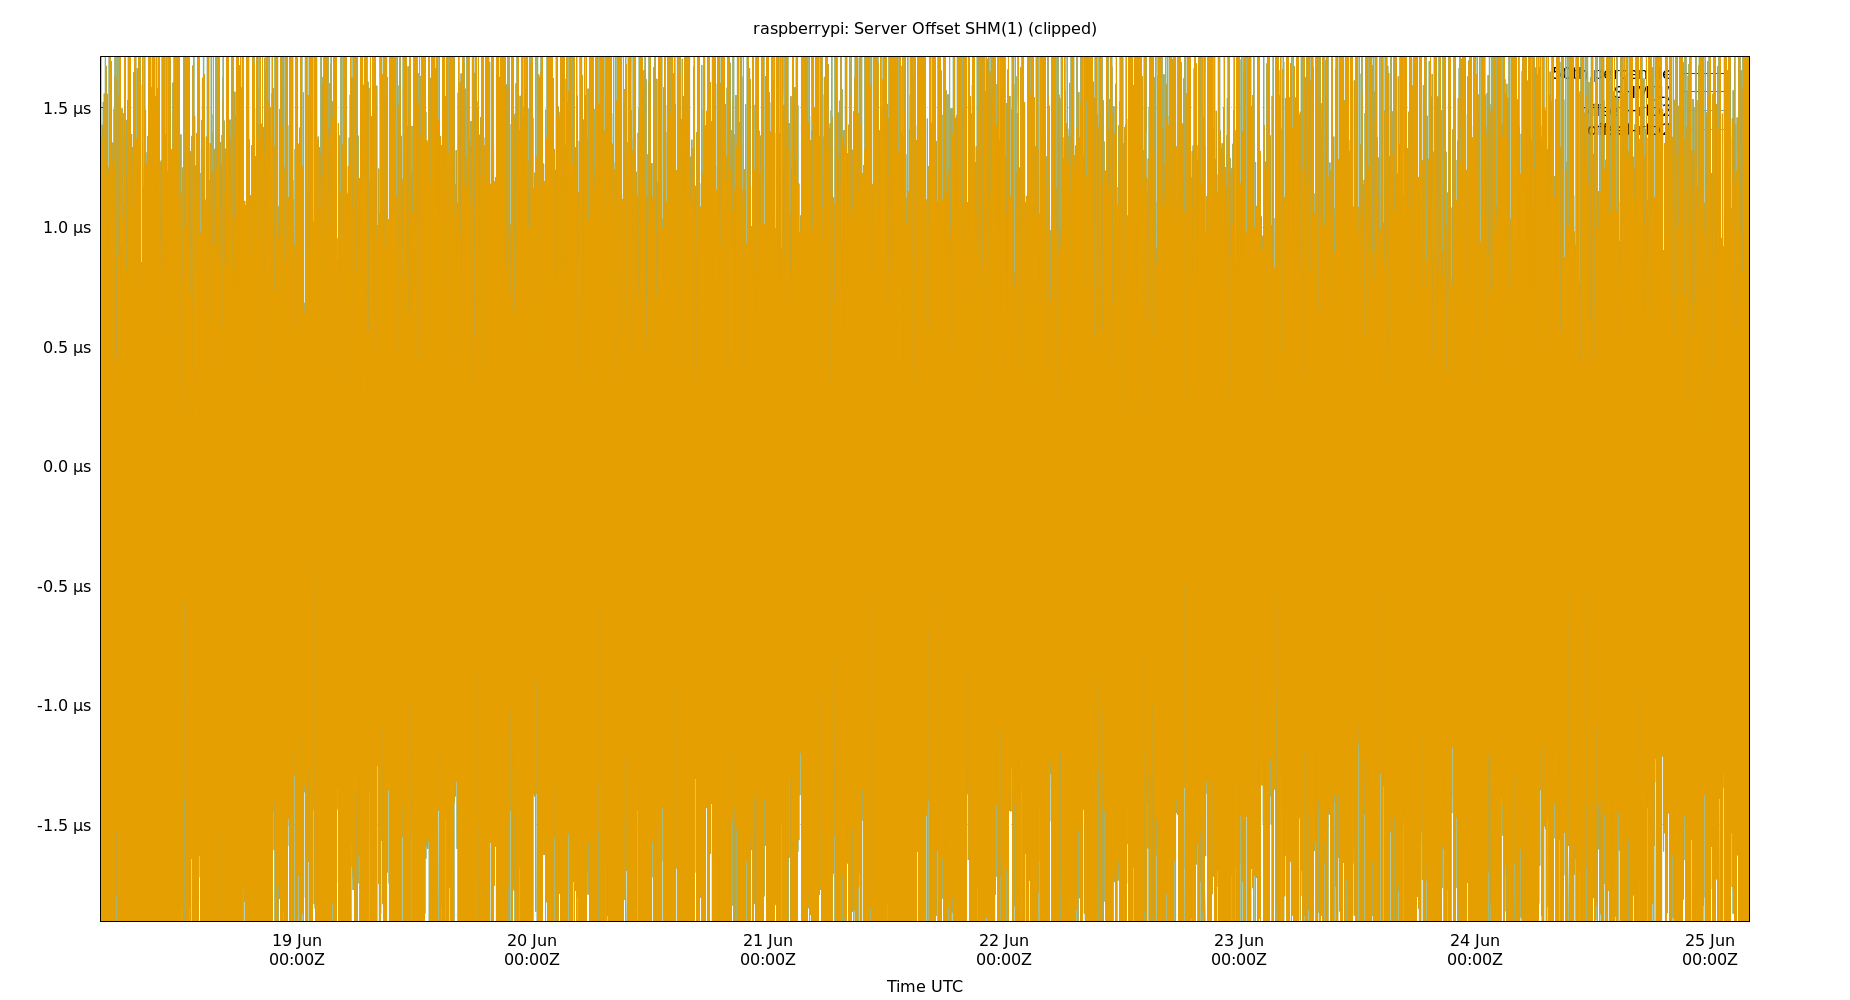 raspberrypi: Server Offset SHM(1) (clipped)
1.5 µs
1.0 µs
0.5 µs
0.0 µs
-0.5 µs
-1.0 µs
-1.5 µs
19 Jun 20 Jun 21 Jun 22 Jun 23 Jun 24 Jun 25 Jun
00:00Z 00:00Z 00:00Z 00:00Z 00:00Z 00:00Z 00:00Z
Time UTC